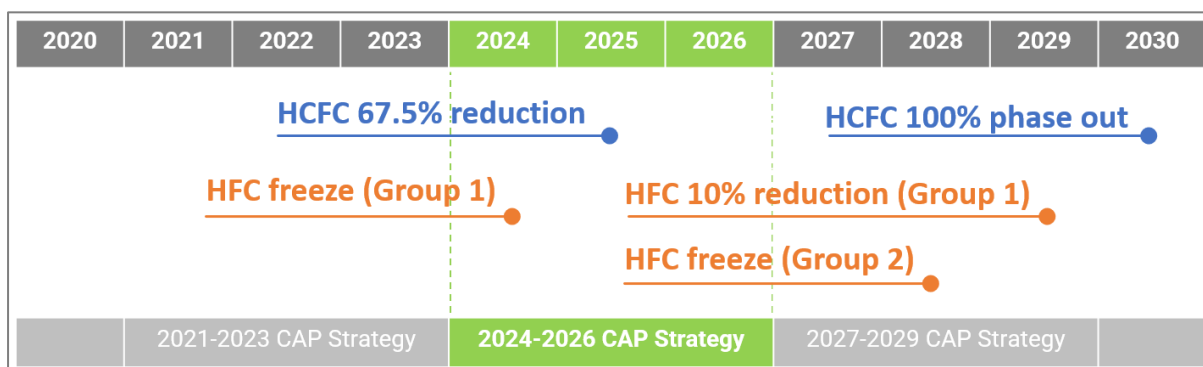 2020 2021 2022 2023 2024 2025 2026 2027 2028 2029 2030
HCFC 67.5% reduction
HCFC 100% phase out
HFC freeze (Group 1)
HFC 10% reduction (Group 1)
HFC freeze (Group 2)
2021-2023 CAP Strategy
2024-2026 CAP Strategy
2027-2029 CAP Strategy